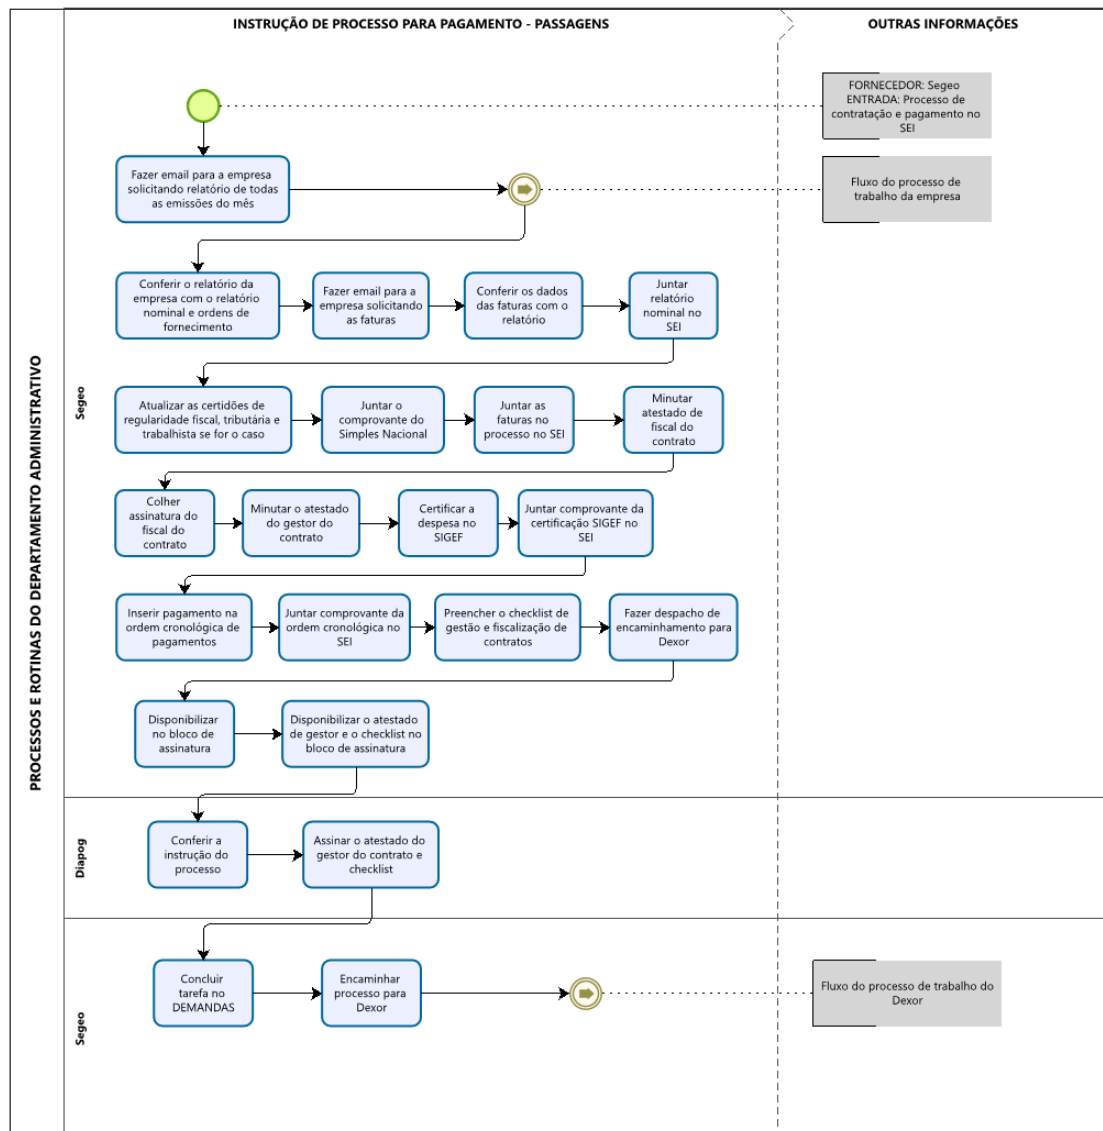 INSTRUÇÃO DE PROCESSO PARA PAGAMENTO - PASSAGENS
OUTRAS INFORMAÇÕES
PROCESSOS E ROTINAS DO DEPARTAMENTO ADMINISTRATIVO
Segeo
FORNECEDOR: Segeo
ENTRADA: Processo de
contratação e pagamento no
SEI
Fazer email para a empresa
solicitando relatório de todas
as emissões do mês
Fluxo do processo de
trabalho da empresa
Conferir o relatório da
empresa com o relatório
nominal e ordens de
fornecimento
Fazer email para a
empresa solicitando
as faturas
Conferir os dados
das faturas com o
relatório
Juntar
relatório
nominal no
SEI
Atualizar as certidões de
regularidade fiscal, tributária e
trabalhista se for o caso
Juntar o
comprovante do
Simples Nacional
Juntar as
faturas no
processo no SEI
Minutar
atestado de
fiscal do
contrato
Colher
assinatura do
fiscal do
contrato
Minutar o atestado
do gestor do
contrato
Certificar a
despesa no
SIGEF
Juntar comprovante da
certificação SIGEF no
SEI
Inserir pagamento na
ordem cronológica de
pagamentos
Juntar comprovante da
ordem cronológica no
SEI
Preencher o checklist de
gestão e fiscalização de
contratos
Fazer despacho de
encaminhamento para
Dexor
Disponibilizar
no bloco de
assinatura
Disponibilizar o atestado
de gestor e o checklist no
bloco de assinatura
Diapog
Conferir a
instrução do
processo
Assinar o atestado do
gestor do contrato e
checklist
Segeo
Concluir
tarefa no
DEMANDAS
Encaminhar
processo para
Dexor
Fluxo do processo de trabalho do
Dexor